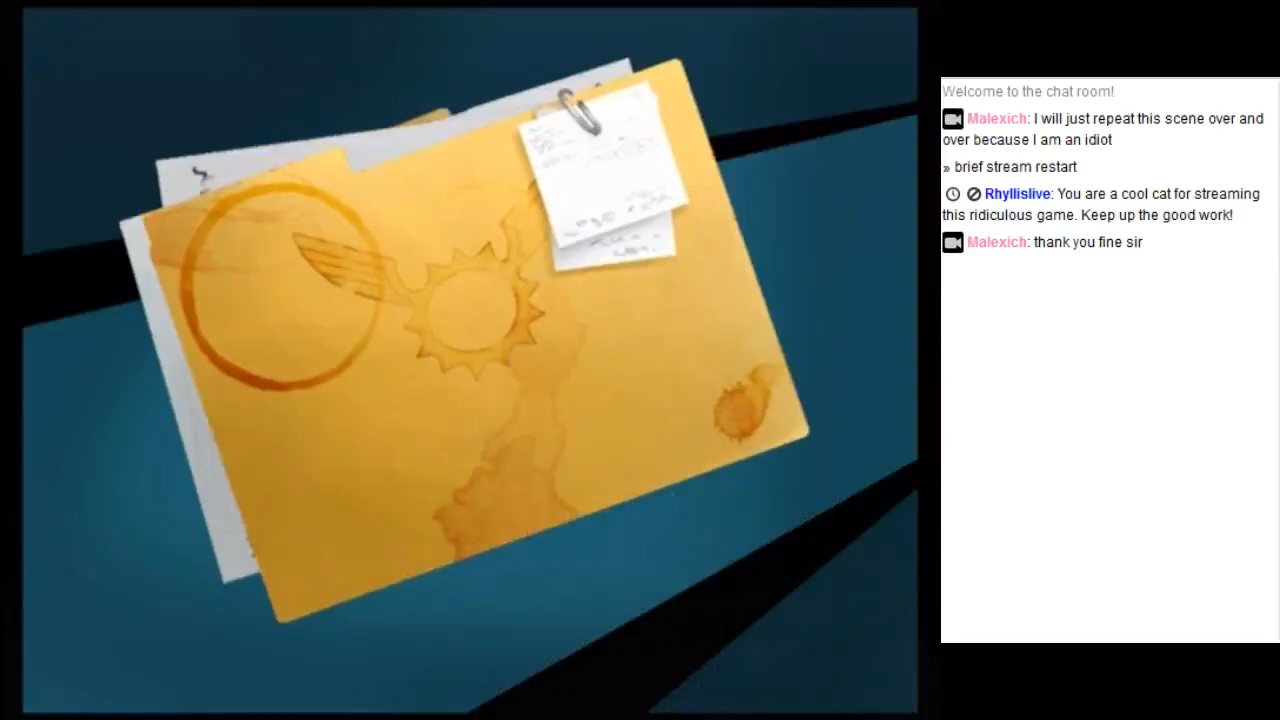 Welcome to the chat room!
Malexich: I will just repeat this scene over and
over because I am an idiot
» brief stream restart
Rhyllislive: You are a cool cat for streaming
this ridiculous game. Keep up the good work!
Malexich: thank you fine sir